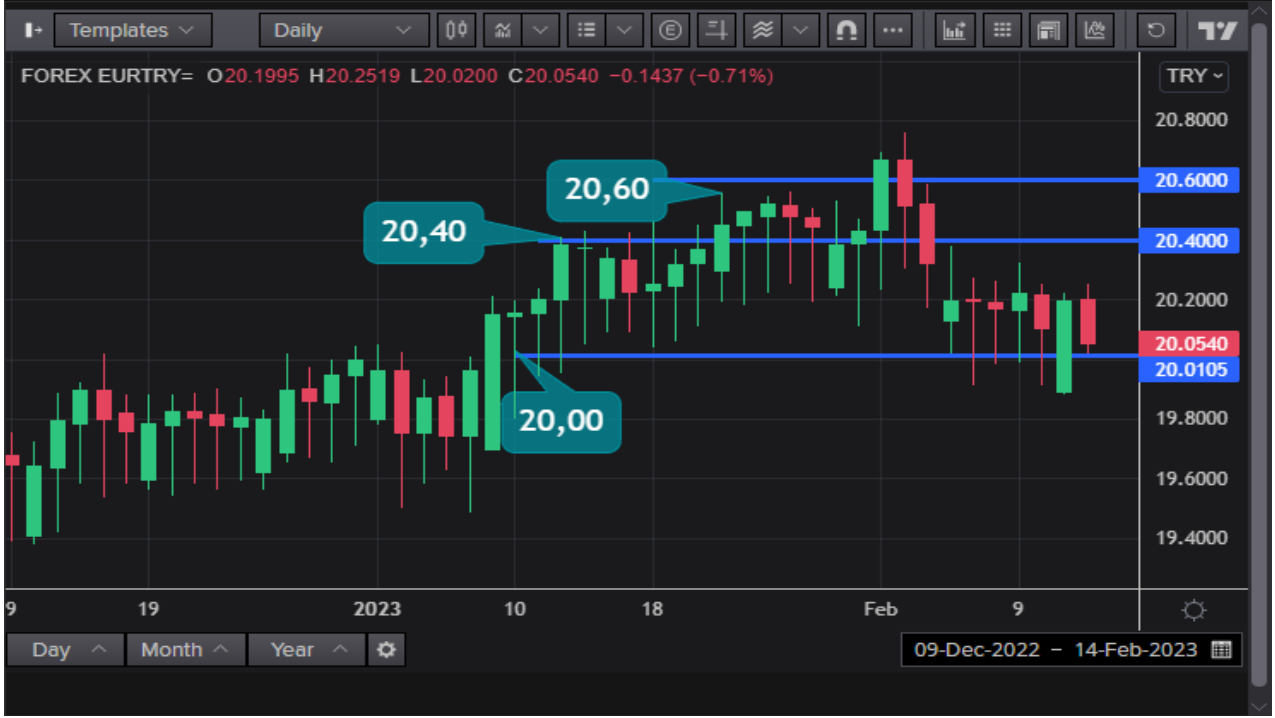 Templates Daily
FOREX EURTRY= O20.1995 H20.2519 L20.0200 C20.0540 −0.1437 (−0.71%)
TRY
20.8000
20,60
20.6000
20,40
20.4000
20.2000
20.0540
20.0105
20,00
19.8000
19.6000
19.4000
9 19 2023 10 18 Feb 9
Day Month Year
09-Dec-2022 − 14-Feb-2023